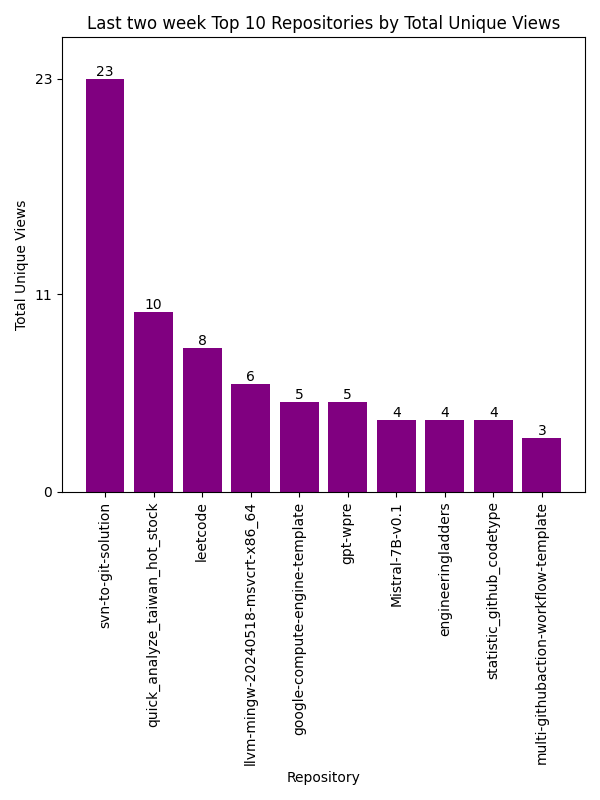 Last two week Top 10 Repositories by Total Unique Views
Total Unique Views
23
11
0
23
10
8
6
5
5
4
4
4
3
svn-to-git-solution
quick_analyze_taiwan_hot_stock
leetcode
llvm-mingw-20240518-msvcrt-x86_64
google-compute-engine-template
gpt-wpre
Mistral-7B-v0.1
engineeringladders
statistic_github_codetype
multi-githubaction-workflow-template
Repository